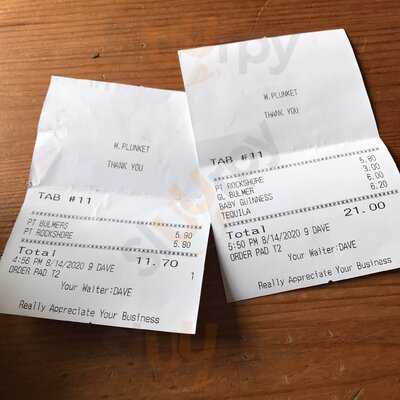 W.PLUNKET
THANK YOU
TAB #11
PT BULMERS 5.90
PT ROCKSHORE 5.80
Total 11.70
4:56 PM 8/14/2020 9 DAVE 1
ORDER PAD T2
Your Waiter:DAVE
Really Appreciate Your Business
W.PLUNKET
THANK YOU
TAB #11
PT ROCKSHORE 5.80
GL BULMER 3.00
BABY GUINNESS 6.00
TEQUILA 6.20
Total 21.00
5:50 PM 8/14/2020 9 DAVE
ORDER PAD T2
Your Waiter:DAVE
Really Appreciate Your Business